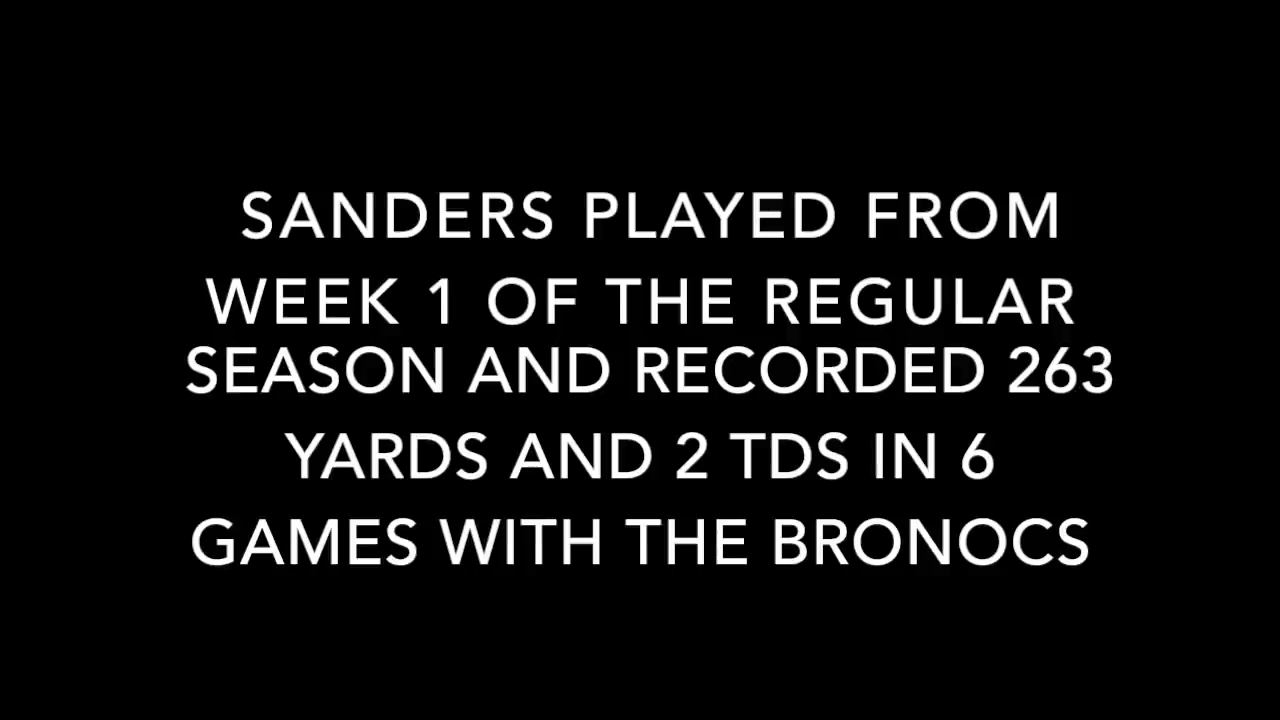 SANDERS PLAYED FROM
WEEK 1 OF THE REGULAR
SEASON AND RECORDED 263
YARDS AND 2 TDS IN 6
GAMES WITH THE BRONOCS